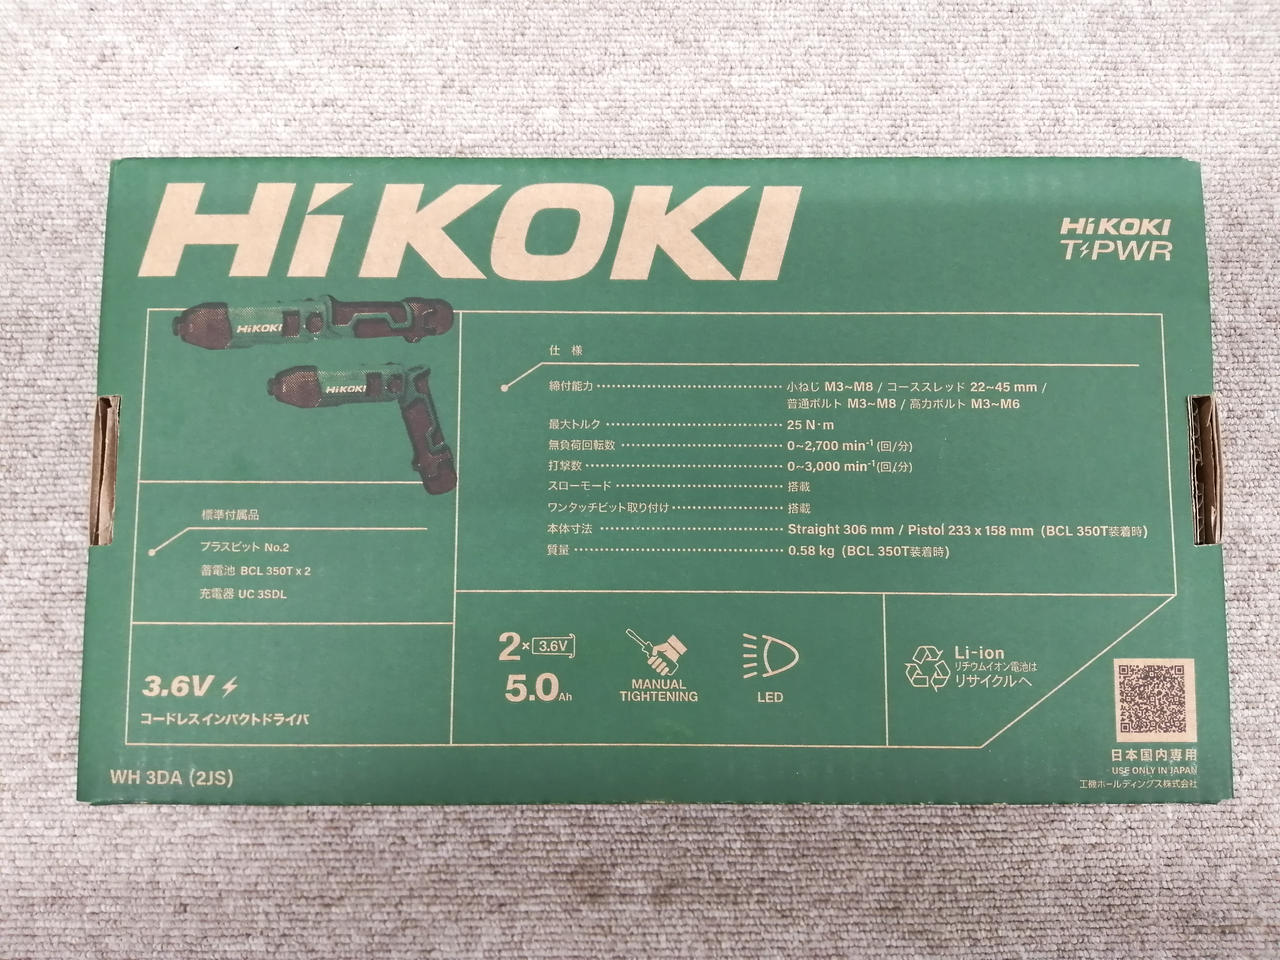 HiKOKI
HiKOKI
T⚡PWR
HiKOKI
HiKOKI
標準付属品
プラスビット No.2
蓄電池 BCL 350T x 2
充電器 UC 3SDL
3.6V⚡
コードレスインパクトドライバ
WH 3DA (2JS)
仕 様
締付能力 小ねじ M3~M8 / コーススレッド 22~45 mm /
普通ボルト M3~M8 / 高力ボルト M3~M6
最大トルク 25 N·m
無負荷回転数 0~2,700 min⁻¹(回/分)
打撃数 0~3,000 min⁻¹(回/分)
スローモード 搭載
ワンタッチビット取り付け 搭載
本体寸法 Straight 306 mm / Pistol 233 x 158 mm (BCL 350T装着時)
質量 0.58 kg (BCL 350T装着時)
2× 3.6V
5.0Ah
MANUAL
TIGHTENING
LED
Li-ion
リチウムイオン電池は
リサイクルへ
日本国内専用
USE ONLY IN JAPAN
工機ホールディングス株式会社